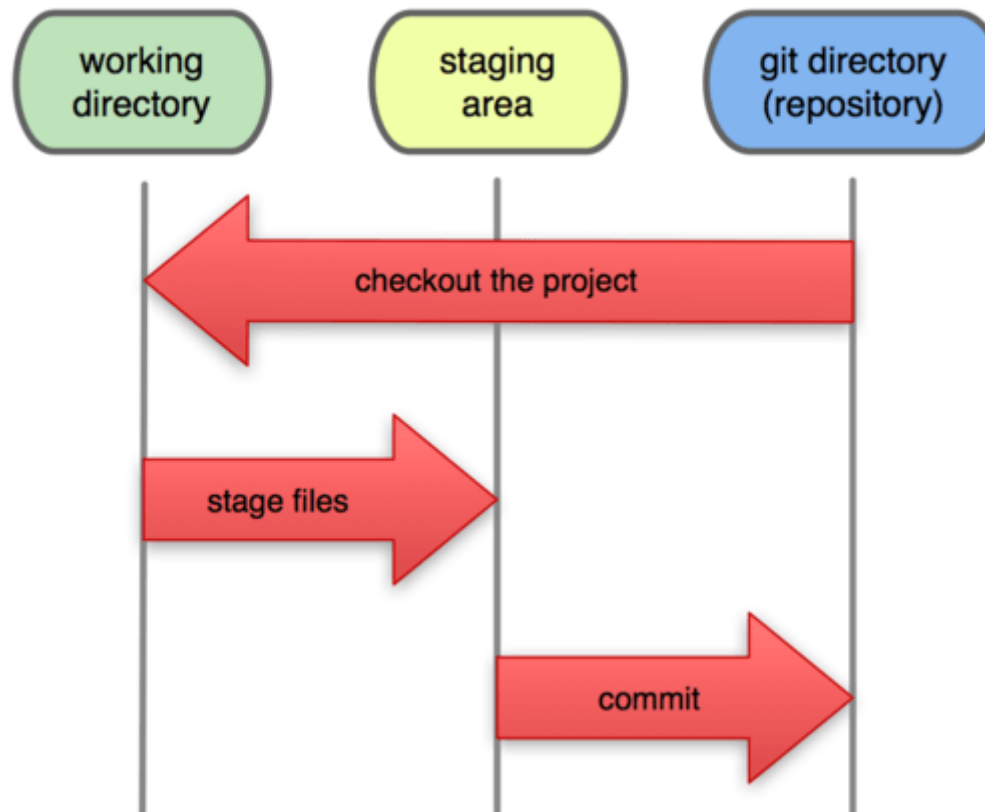 working
directory
staging
area
git directory
(repository)
checkout the project
stage files
commit